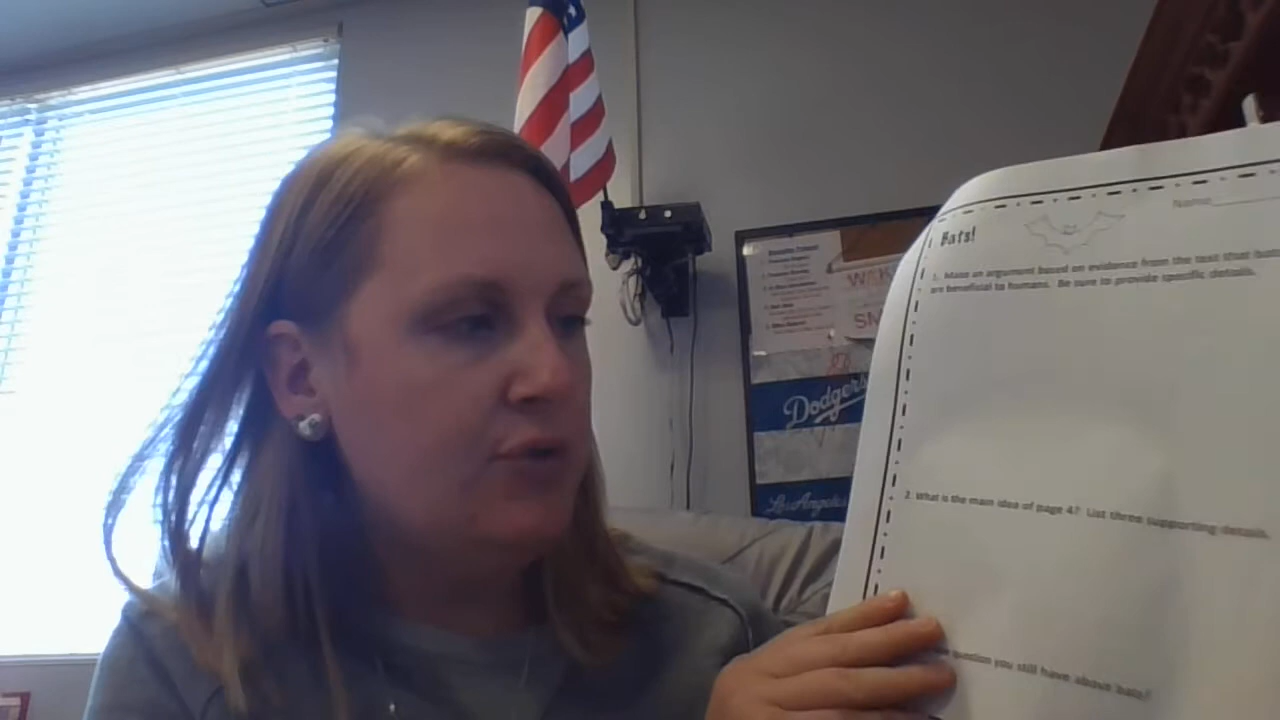 Name
Bats!
1. Make an argument based on evidence from the text that bats
are beneficial to humans. Be sure to provide specific details.
2. What is the main idea of page 4? List three supporting details.
question you still have about bats?
Dodgers
Los Angeles